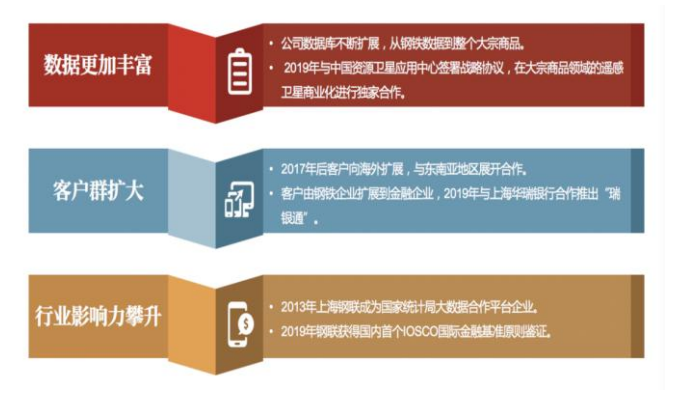 数据更加丰富
• 公司数据库不断扩展，从钢铁数据到整个大宗商品。
• 2019年与中国资源卫星应用中心签署战略协议，在大宗商品领域的遥感
卫星商业化进行独家合作。
客户群扩大
• 2017年后客户向海外扩展，与东南亚地区展开合作。
• 客户由钢铁企业扩展到金融企业，2019年与上海华瑞银行合作推出“瑞
银通”。
行业影响力攀升
• 2013年上海钢联成为国家统计局大数据合作平台企业。
• 2019年钢联获得国内首个IOSCO国际金融基准原则鉴证。